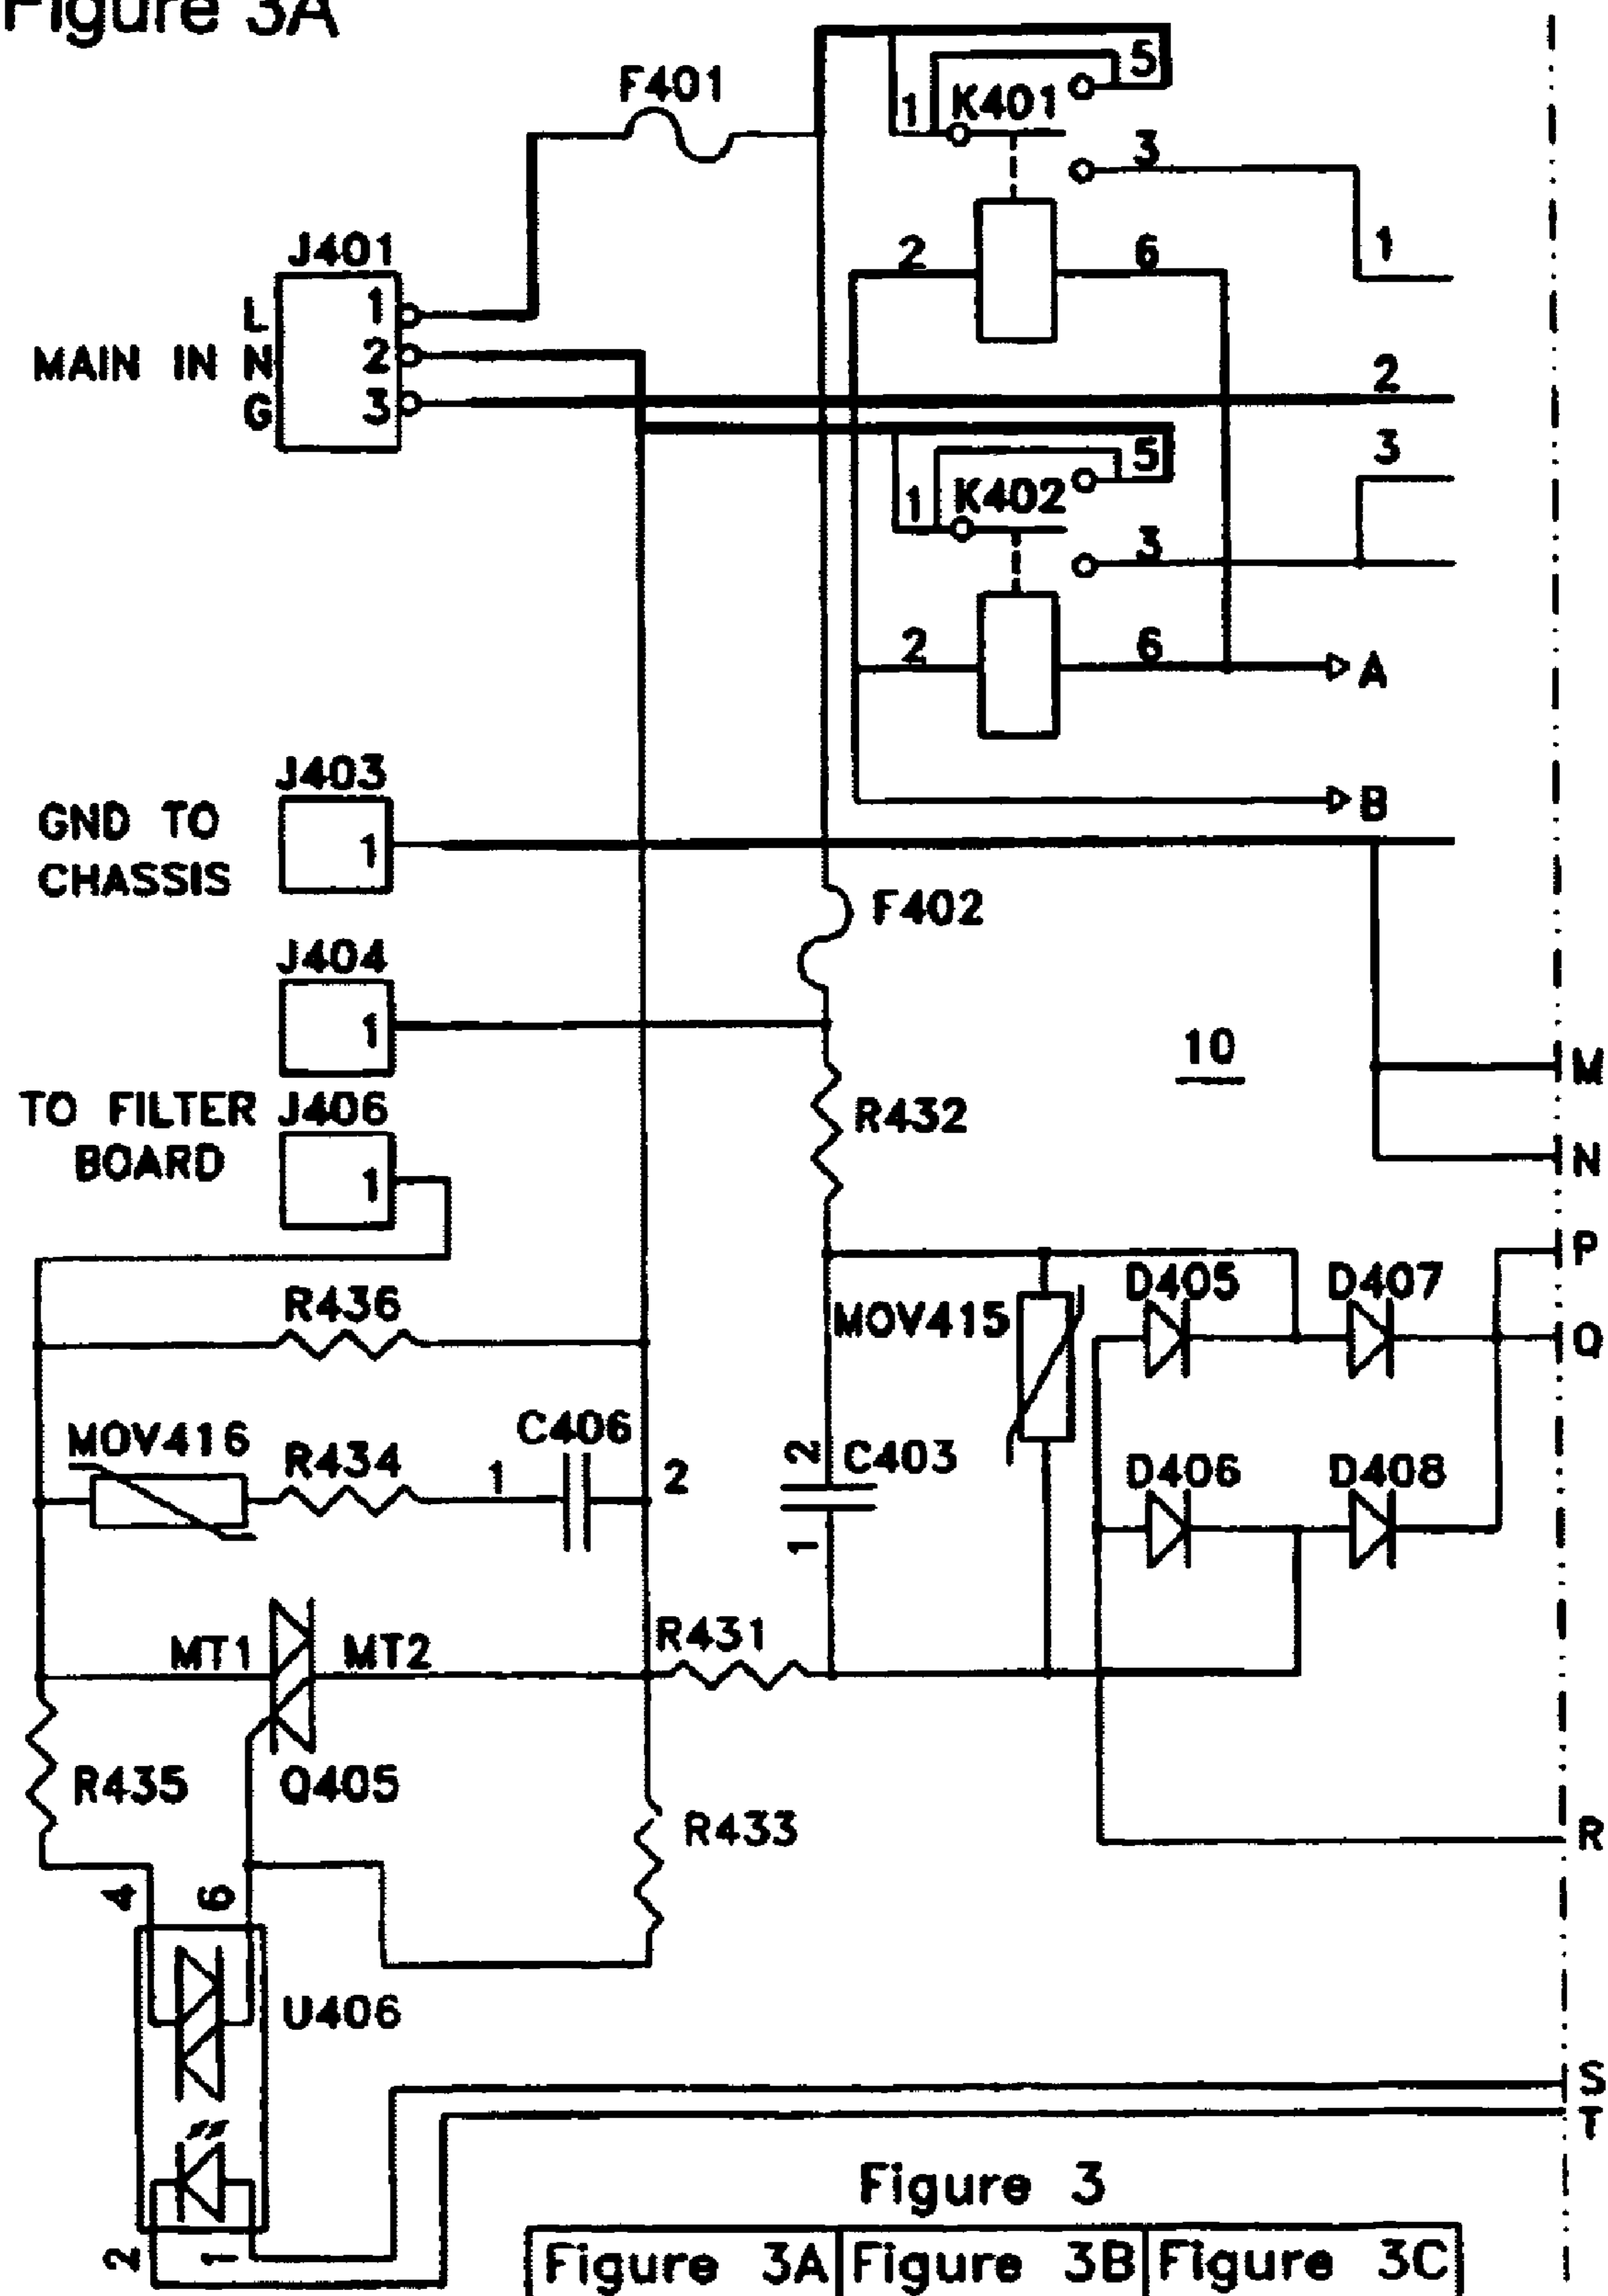 Figure 3A
F401
5
1
K401
3
J401
2
6
1
L
1
MAIN IN
N
2
G
3
2
3
5
1
K402
3
2
6
A
J403
B
GND TO
CHASSIS
1
F402
J404
1
10
M
TO FILTER
BOARD
J406
R432
1
N
P
R436
D405
D407
MOV415
Q
MOV416
R434
C406
1
2
2
C403
1
D406
D408
MT1
MT2
R431
R435
Q405
R433
R
4
6
U406
S
T
Figure 3
2
1
Figure 3A
Figure 3B
Figure 3C